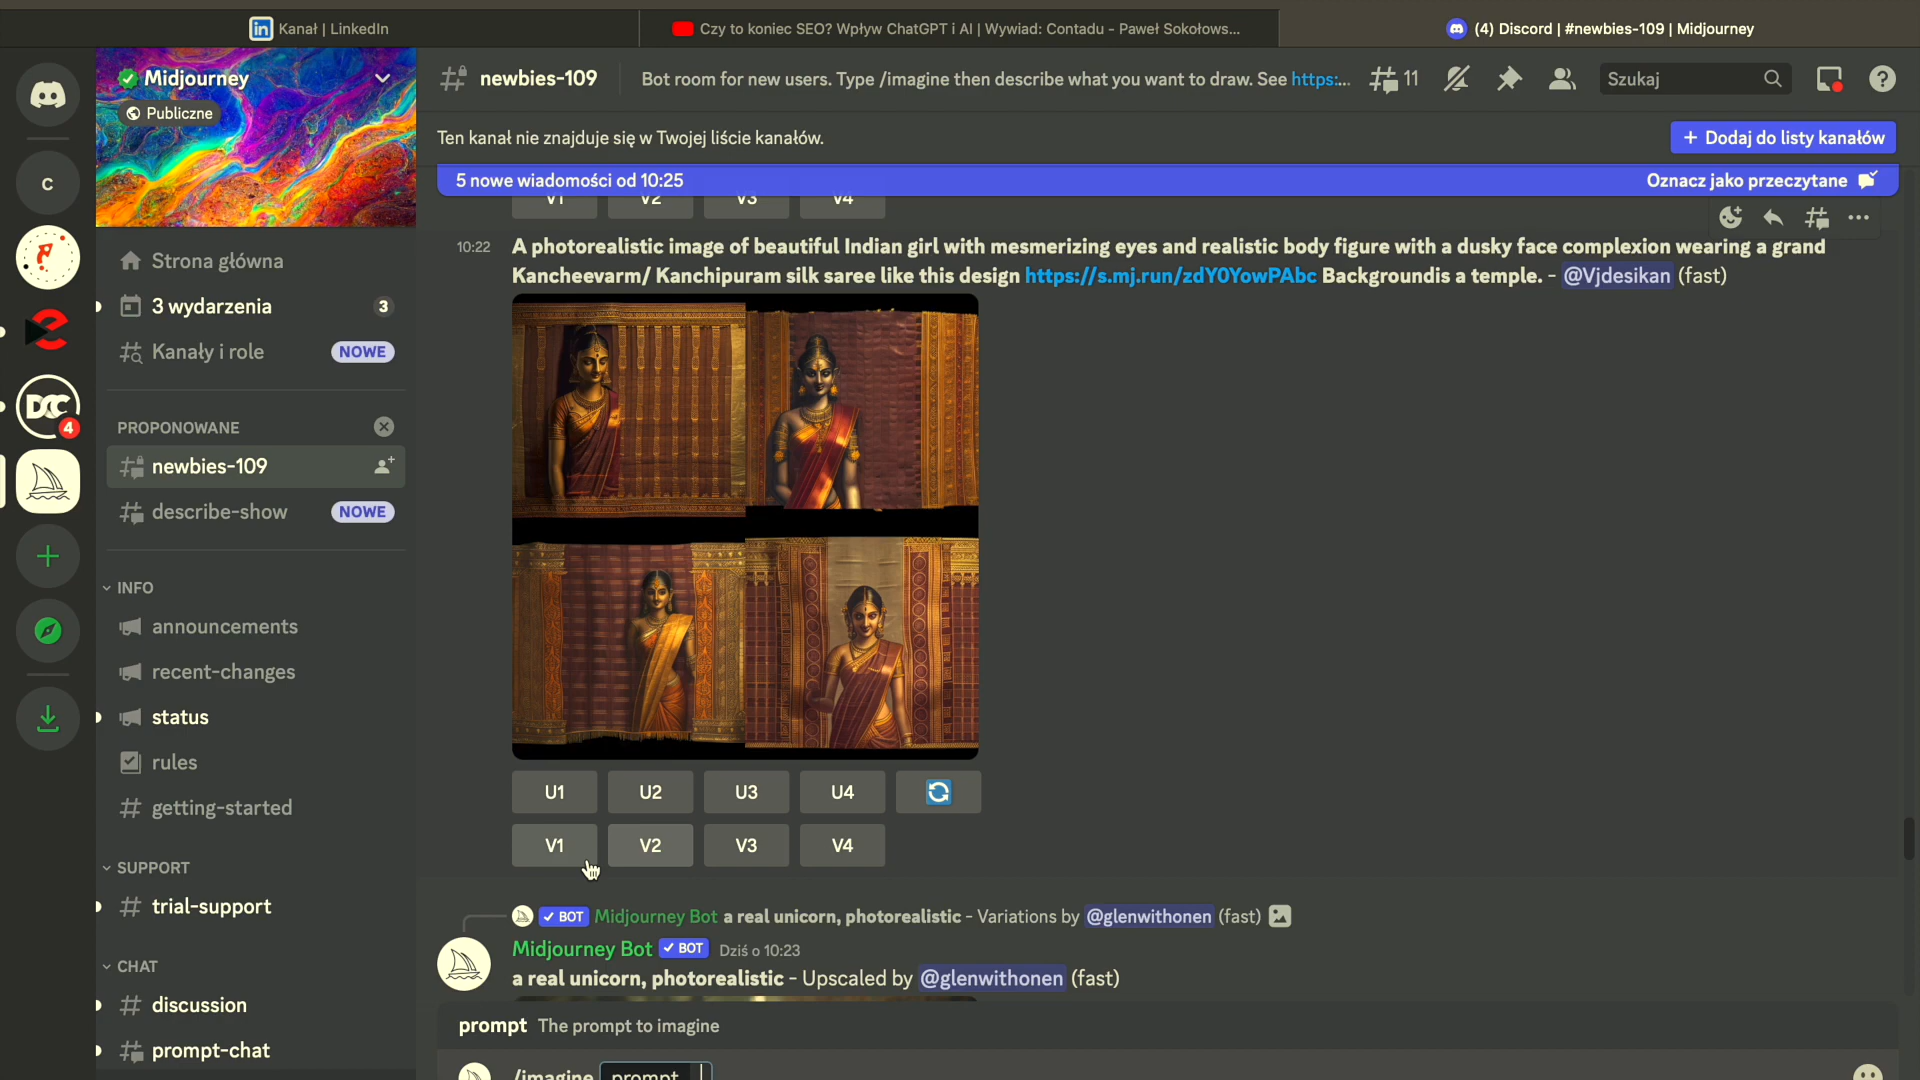 Kanał | LinkedIn
Czy to koniec SEO? Wpływ ChatGPT i AI | Wywiad: Contadu - Paweł Sokołows...
(4) Discord | #newbies-109 | Midjourney
Midjourney
Publiczne
newbies-109
Bot room for new users. Type /imagine then describe what you want to draw. See https:...
11
Szukaj
Ten kanał nie znajduje się w Twojej liście kanałów.
+ Dodaj do listy kanałów
5 nowe wiadomości od 10:25
Oznacz jako przeczytane
V1 V2 V3 V4
C
Strona główna
3 wydarzenia
3
Kanały i role
NOWE
PROPONOWANE
newbies-109
describe-show
NOWE
DCC
4
INFO
announcements
recent-changes
status
rules
getting-started
SUPPORT
trial-support
CHAT
discussion
prompt-chat
10:22
A photorealistic image of beautiful Indian girl with mesmerizing eyes and realistic body figure with a dusky face complexion wearing a grand
Kancheevarm/ Kanchipuram silk saree like this design https://s.mj.run/zdY0YowPAbc Backgroundis a temple. - @Vjdesikan (fast)
U1 U2 U3 U4
V1 V2 V3 V4
BOT Midjourney Bot a real unicorn, photorealistic - Variations by @glenwithonen (fast)
Midjourney Bot BOT Dziś o 10:23
a real unicorn, photorealistic - Upscaled by @glenwithonen (fast)
prompt The prompt to imagine
/imagine prompt